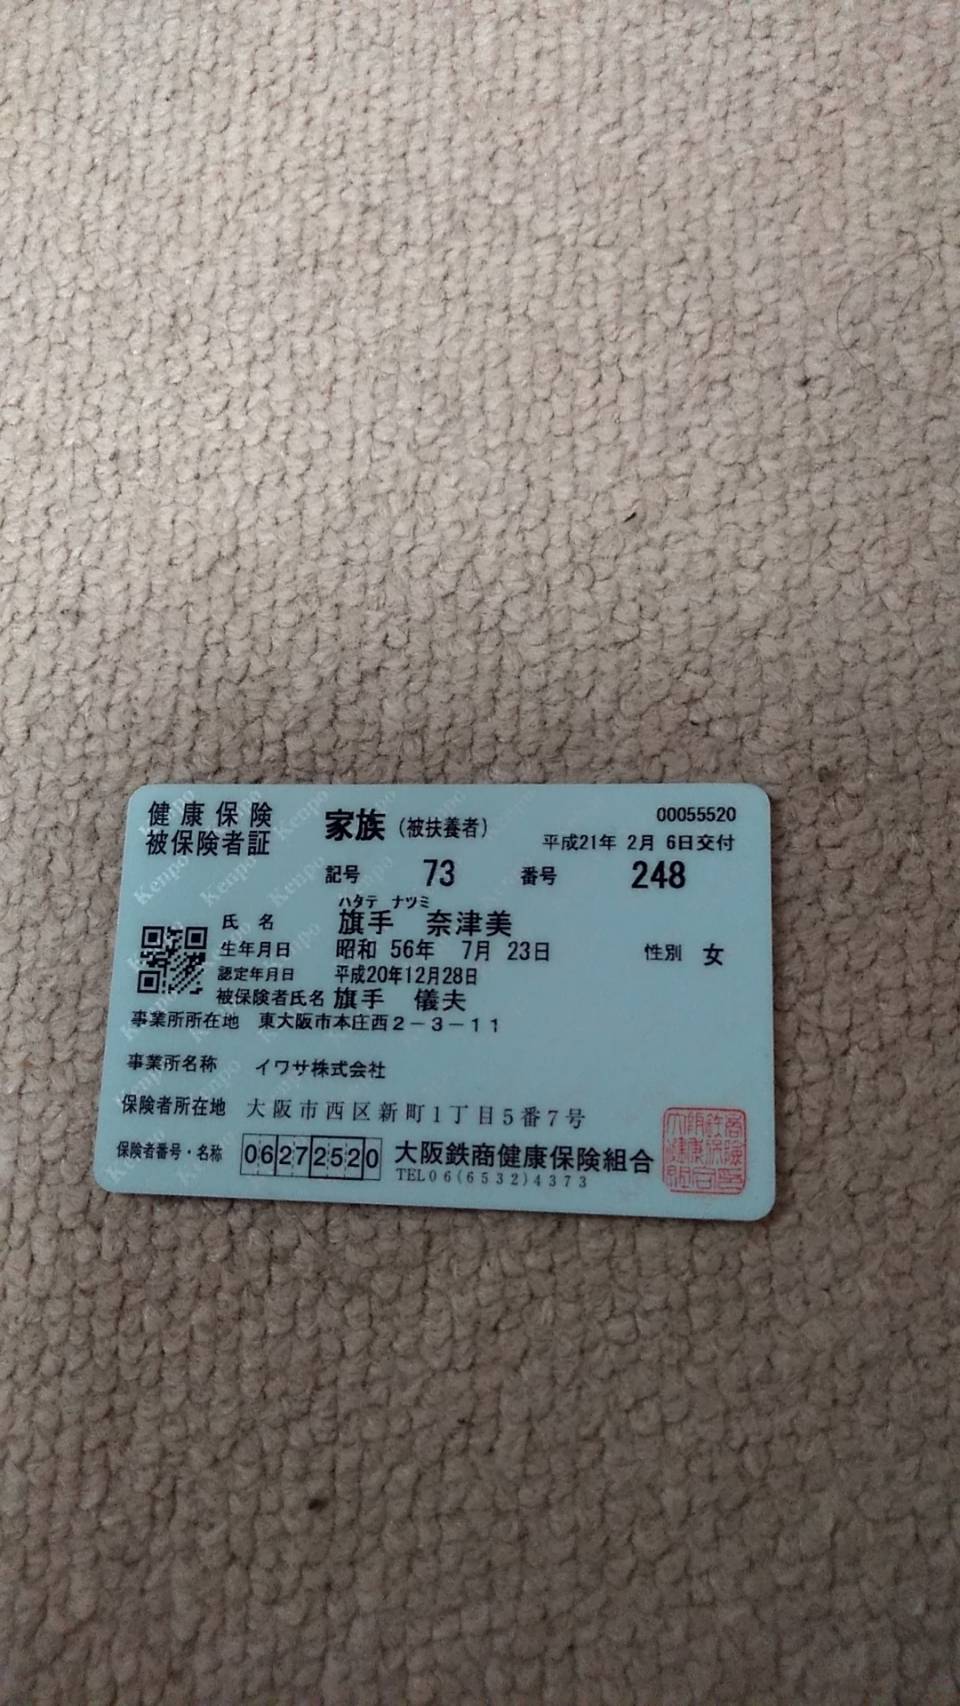 健康保険 家族（被扶養者） 00055520
被保険者証 平成21年 2月 6日交付
記号 73 番号 248
ハタテ ナツミ
氏名 旗手 奈津美
生年月日 昭和 56年 7月 23日 性別 女
認定年月日 平成20年12月28日
被保険者氏名 旗手 儀夫
事業所所在地 東大阪市本庄西2－3－11
事業所名称 イワサ株式会社
保険者所在地 大阪市西区新町1丁目5番7号
保険者番号・名称 06272520 大阪鉄商健康保険組合
TEL06(6532)4373
Kenpo